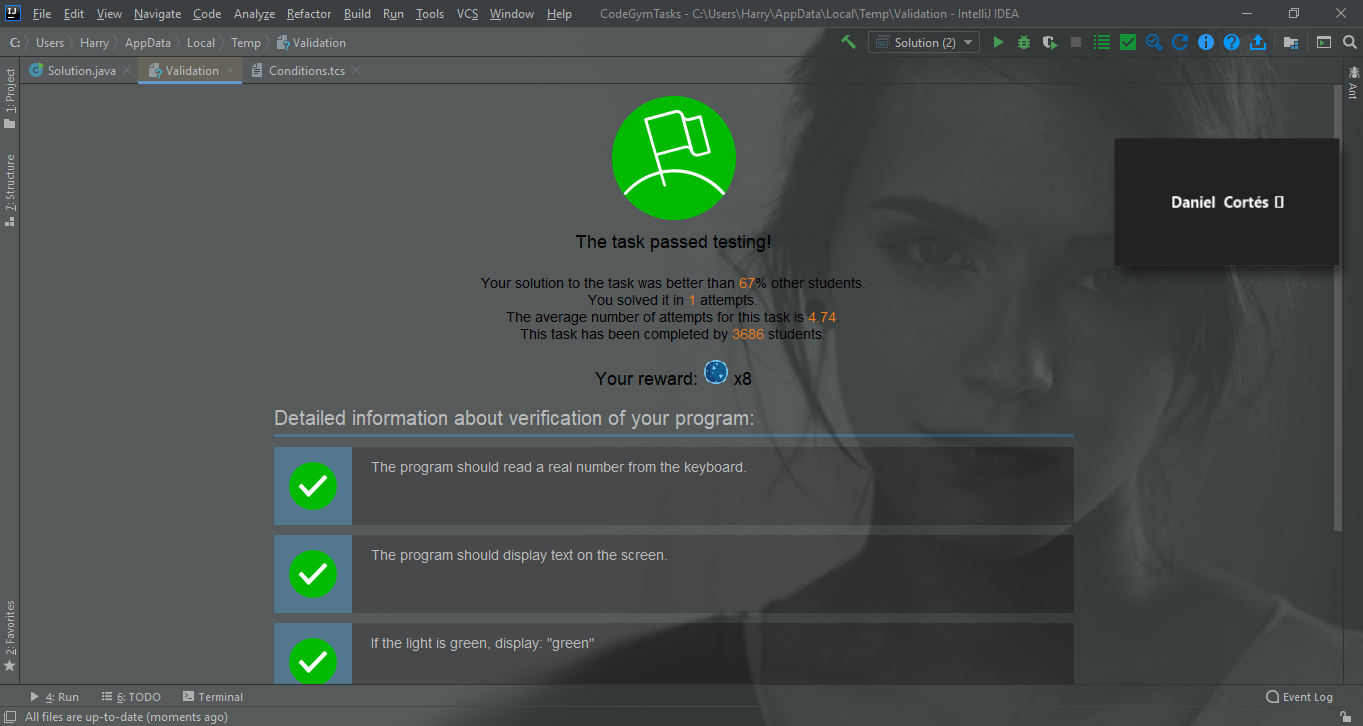 File Edit View Navigate Code Analyze Refactor Build Run Tools VCS Window Help CodeGymTasks - C:\Users\Harry\AppData\Local\Temp\Validation - IntelliJ IDEA
C: Users Harry AppData Local Temp Validation Solution (2)
Solution.java Validation Conditions.tcs
1: Project
Ant
7: Structure
Daniel Cortés
The task passed testing!
Your solution to the task was better than 67% other students.
You solved it in 1 attempts.
The average number of attempts for this task is 4.74
This task has been completed by 3686 students.
Your reward: x8
Detailed information about verification of your program:
The program should read a real number from the keyboard.
The program should display text on the screen.
If the light is green, display: "green"
2: Favorites
4: Run 6: TODO Terminal Event Log
All files are up-to-date (moments ago)